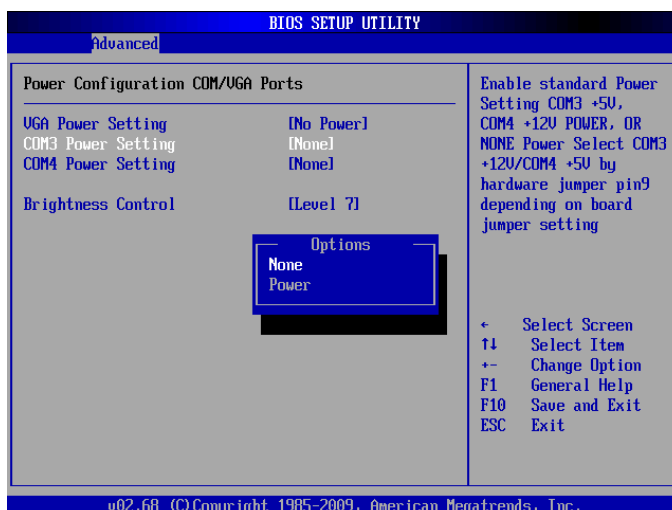 BIOS SETUP UTILITY
Advanced
Power Configuration COM/VGA Ports
VGA Power Setting [No Power]
COM3 Power Setting [None]
COM4 Power Setting [None]
Brightness Control [Level 7]
Options
None
Power
Enable standard Power
Setting COM3 +5V,
COM4 +12V POWER, OR
NONE Power Select COM3
+12V/COM4 +5V by
hardware jumper pin9
depending on board
jumper setting
← Select Screen
↑↓ Select Item
+- Change Option
F1 General Help
F10 Save and Exit
ESC Exit
v02.68 (C)Copyright 1985-2009, American Megatrends, Inc.